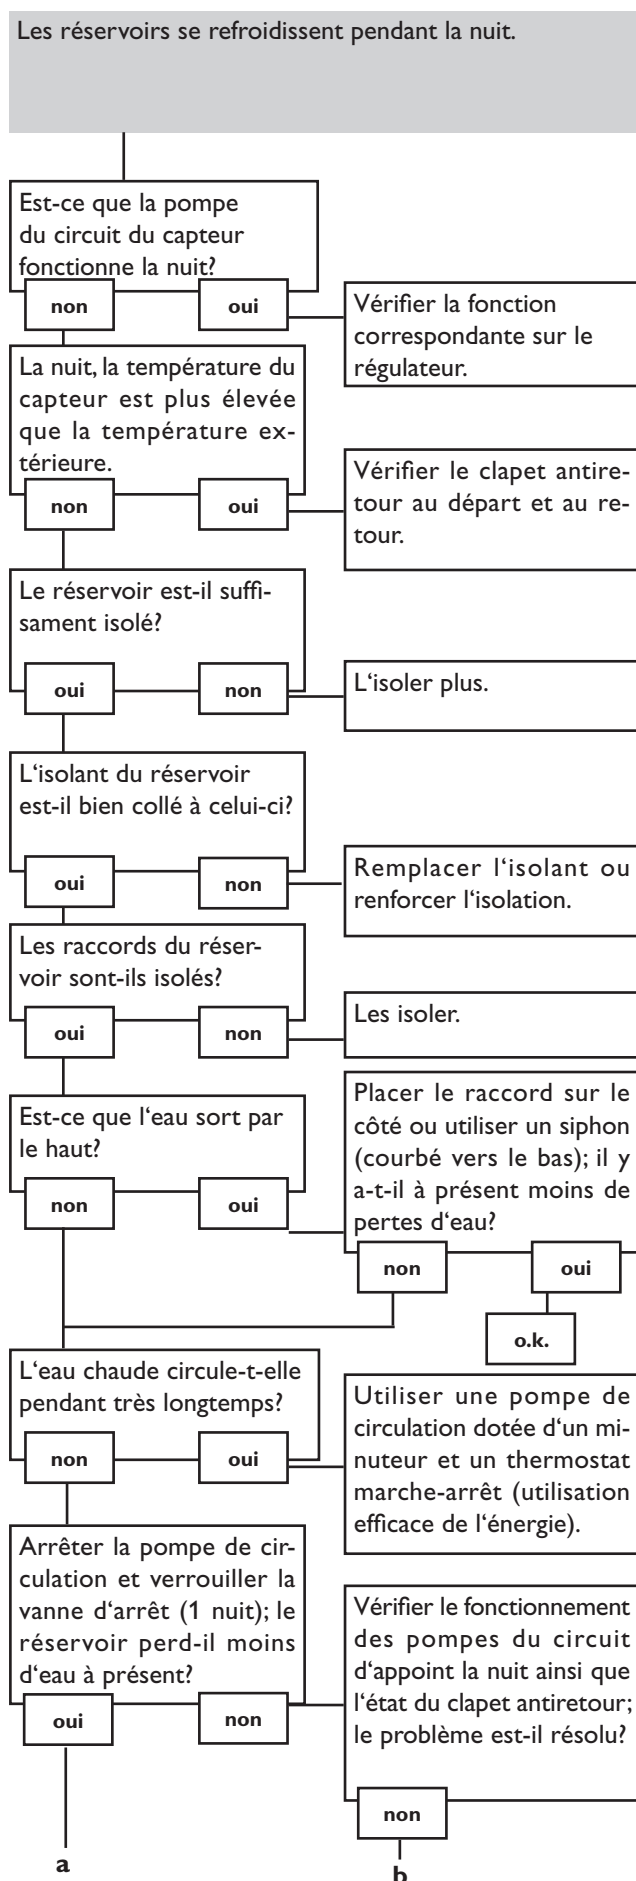 Les réservoirs se refroidissent pendant la nuit.
Est-ce que la pompe
du circuit du capteur
fonctionne la nuit?
non
oui
Vérifier la fonction
correspondante sur le
régulateur.
La nuit, la température du
capteur est plus élevée
que la température ex-
térieure.
non
oui
Vérifier le clapet antire-
tour au départ et au re-
tour.
Le réservoir est-il suffi-
sament isolé?
oui
non
L‘isoler plus.
L‘isolant du réservoir
est-il bien collé à celui-ci?
oui
non
Remplacer l‘isolant ou
renforcer l‘isolation.
Les raccords du réser-
voir sont-ils isolés?
oui
non
Les isoler.
Est-ce que l‘eau sort par
le haut?
non
oui
Placer le raccord sur le
côté ou utiliser un siphon
(courbé vers le bas); il y
a-t-il à présent moins de
pertes d‘eau?
non
oui
o.k.
L‘eau chaude circule-t-elle
pendant très longtemps?
non
oui
Utiliser une pompe de
circulation dotée d‘un mi-
nuteur et un thermostat
marche-arrêt (utilisation
efficace de l‘énergie).
Arrêter la pompe de cir-
culation et verrouiller la
vanne d‘arrêt (1 nuit); le
réservoir perd-il moins
d‘eau à présent?
oui
non
Vérifier le fonctionnement
des pompes du circuit
d‘appoint la nuit ainsi que
l‘état du clapet antiretour;
le problème est-il résolu?
non
a
b